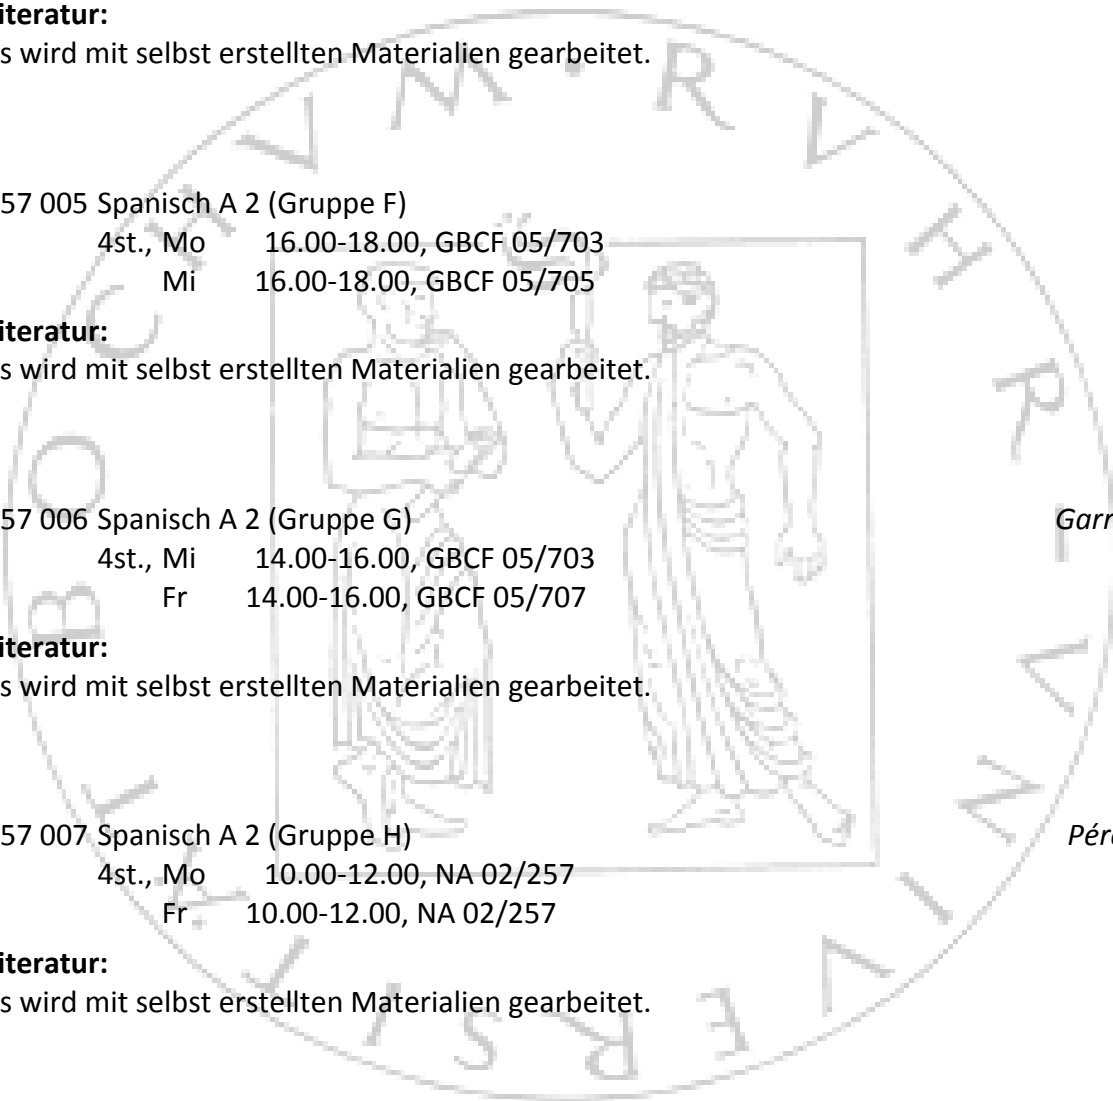 iteratur:
s wird mit selbst erstellten Materialien gearbeitet.
57 005 Spanisch A 2 (Gruppe F)
4st., Mo 16.00-18.00, GBCF 05/703
Mi 16.00-18.00, GBCF 05/705
iteratur:
s wird mit selbst erstellten Materialien gearbeitet.
57 006 Spanisch A 2 (Gruppe G) Garr
4st., Mi 14.00-16.00, GBCF 05/703
Fr 14.00-16.00, GBCF 05/707
iteratur:
s wird mit selbst erstellten Materialien gearbeitet.
57 007 Spanisch A 2 (Gruppe H) Pér
4st., Mo 10.00-12.00, NA 02/257
Fr 10.00-12.00, NA 02/257
iteratur:
s wird mit selbst erstellten Materialien gearbeitet.
RVHR VNIVERSITÄT BOCHVM